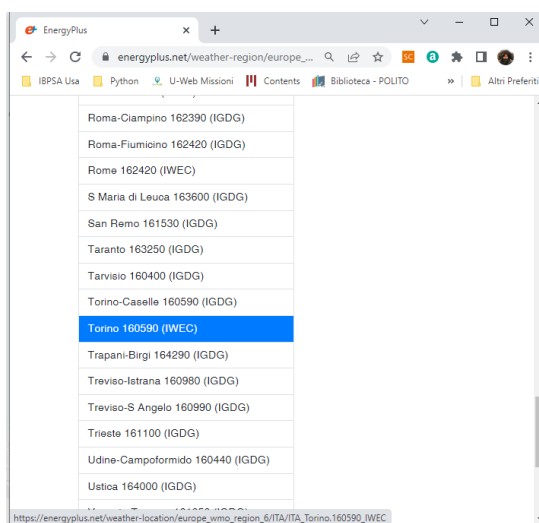 EnergyPlus
energyplus.net/weather-region/europe_...
IBPSA Usa Python U-Web Missioni Contents Biblioteca - POLITO » Altri Preferiti
Roma-Ciampino 162390 (IGDG)
Roma-Fiumicino 162420 (IGDG)
Rome 162420 (IWEC)
S Maria di Leuca 163600 (IGDG)
San Remo 161530 (IGDG)
Taranto 163250 (IGDG)
Tarvisio 160400 (IGDG)
Torino-Caselle 160590 (IGDG)
Torino 160590 (IWEC)
Trapani-Birgi 164290 (IGDG)
Treviso-Istrana 160980 (IGDG)
Treviso-S Angelo 160990 (IGDG)
Trieste 161100 (IGDG)
Udine-Campoformido 160440 (IGDG)
Ustica 164000 (IGDG)
https://energyplus.net/weather-location/europe_wmo_region_6/ITA/ITA_Torino.160590_IWEC